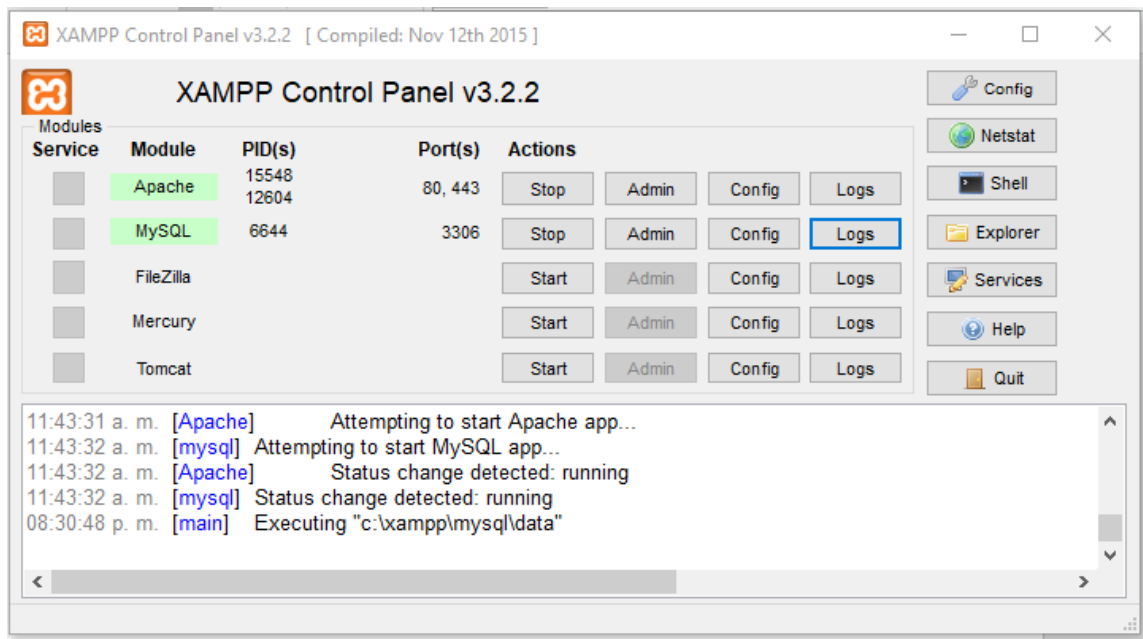 XAMPP Control Panel v3.2.2 [ Compiled: Nov 12th 2015 ]
XAMPP Control Panel v3.2.2
Config
Modules
Service Module PID(s) Port(s) Actions
Netstat
Apache 15548 12604 80, 443 Stop Admin Config Logs
Shell
MySQL 6644 3306 Stop Admin Config Logs
Explorer
FileZilla Start Admin Config Logs
Services
Mercury Start Admin Config Logs
Help
Tomcat Start Admin Config Logs
Quit
11:43:31 a. m. [Apache] Attempting to start Apache app...
11:43:32 a. m. [mysql] Attempting to start MySQL app...
11:43:32 a. m. [Apache] Status change detected: running
11:43:32 a. m. [mysql] Status change detected: running
08:30:48 p. m. [main] Executing "c:\xampp\mysql\data"